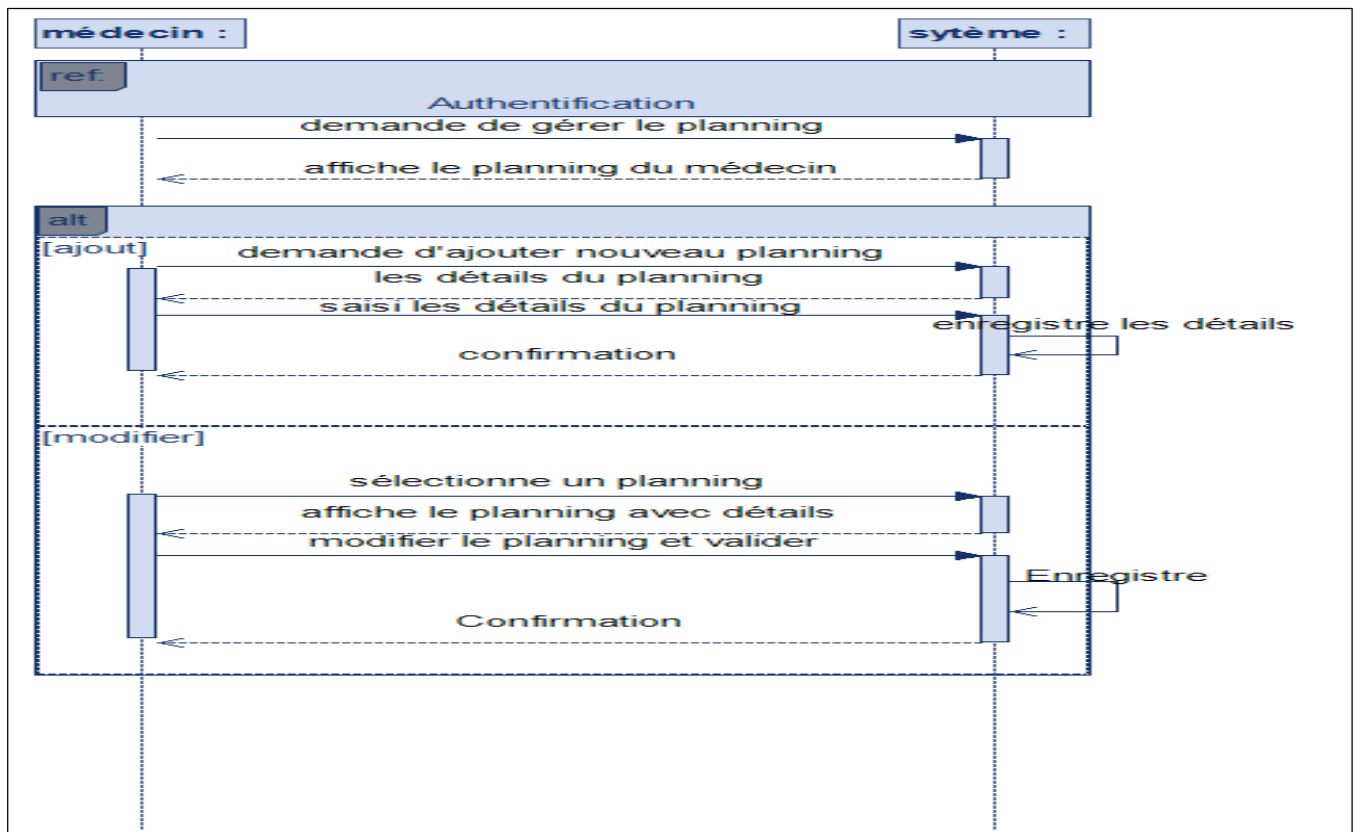 médecin :
sytème :
ref:
Authentification
demande de gérer le planning
affiche le planning du médecin
alt
[ajout]
demande d'ajouter nouveau planning
les détails du planning
saisí les détails du planning
enregistre les détails
confirmation
[modifier]
sélectionne un planning
affiche le planning avec détails
modifier le planning et valider
Enregistre
Confirmation